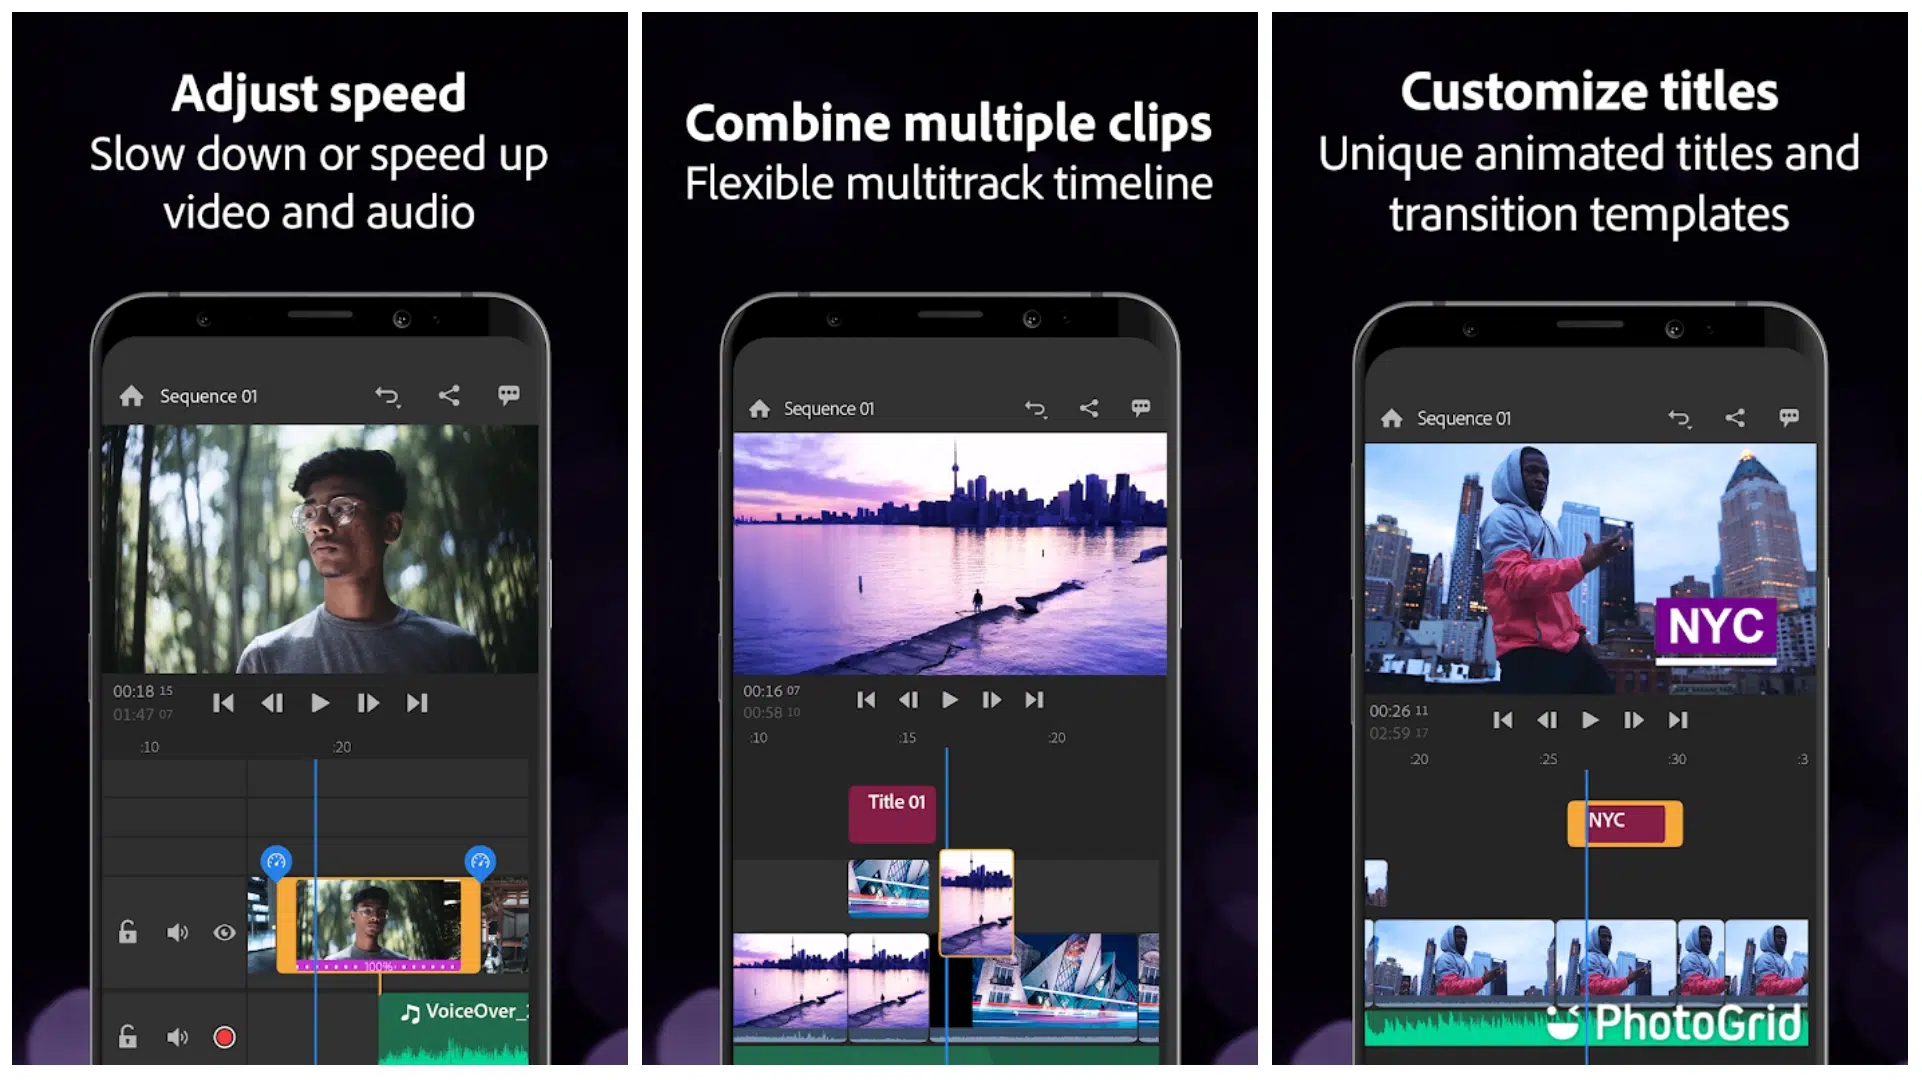 Adjust speed
Slow down or speed up
video and audio
Sequence 01
00:18 15
01:47 07
:10 :20
100%
VoiceOver_
Combine multiple clips
Flexible multitrack timeline
Sequence 01
00:16 07
00:58 10
:10 :15 :20
Title 01
Customize titles
Unique animated titles and
transition templates
Sequence 01
NYC
00:26 11
02:59 17
:20 :25 :30 :3
NYC
PhotoGrid